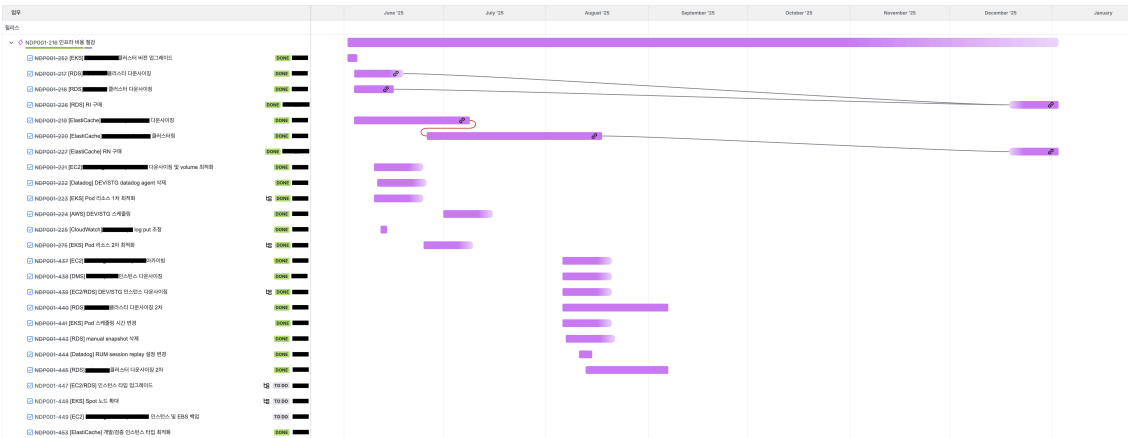 업무
June '25
July '25
August '25
September '25
October '25
November '25
December '25
January
릴리스
NDP001-216 인프라 비용 절감
NDP001-252 [EKS] 클러스터 버전 업그레이드 DONE
NDP001-217 [RDS] 클러스터 다운사이징 DONE
NDP001-218 [RDS] 클러스터 다운사이징 DONE
NDP001-226 [RDS] RI 구매 DONE
NDP001-219 [ElastiCache] 다운사이징 DONE
NDP001-220 [ElastiCache] 클러스터링 DONE
NDP001-227 [ElastiCache] RN 구매 DONE
NDP001-221 [EC2] 다운사이징 및 volume 최적화 DONE
NDP001-222 [Datadog] DEV/STG datadog agent 삭제 DONE
NDP001-223 [EKS] Pod 리소스 1차 최적화 DONE
NDP001-224 [AWS] DEV/STG 스케줄링 DONE
NDP001-225 [CloudWatch] log put 조정 DONE
NDP001-275 [EKS] Pod 리소스 2차 최적화 DONE
NDP001-437 [EC2] 아카이빙 DONE
NDP001-438 [DMS] 인스턴스 다운사이징 DONE
NDP001-439 [EC2/RDS] DEV/STG 인스턴스 다운사이징 DONE
NDP001-440 [RDS] 클러스터 다운사이징 2차 DONE
NDP001-441 [EKS] Pod 스케줄링 시간 변경 DONE
NDP001-443 [RDS] manual snapshot 삭제 DONE
NDP001-444 [Datadog] RUM session replay 설정 변경 DONE
NDP001-445 [RDS] 클러스터 다운사이징 2차 DONE
NDP001-447 [EC2/RDS] 인스턴스 타입 업그레이드 TO DO
NDP001-448 [EKS] Spot 노드 확대 TO DO
NDP001-449 [EC2] 인스턴스 및 EBS 백업 TO DO
NDP001-453 [ElastiCache] 개발/검증 인스턴스 타입 최적화 DONE